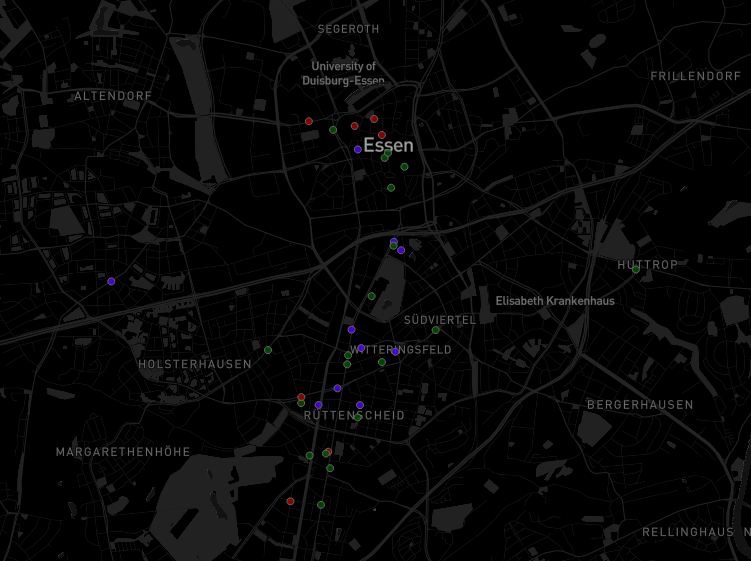 SEGEROTH
University of
Duisburg-Essen
FRILLENDORF
ALTENDORF
Essen
HUTTROP
Elisabeth Krankenhaus
SÜDVIERTEL
WITTERINGSFELD
HOLSTERHAUSEN
BERGERHAUSEN
RÜTTENSCHEID
MARGARETHENHÖHE
RELLINGHAUS N